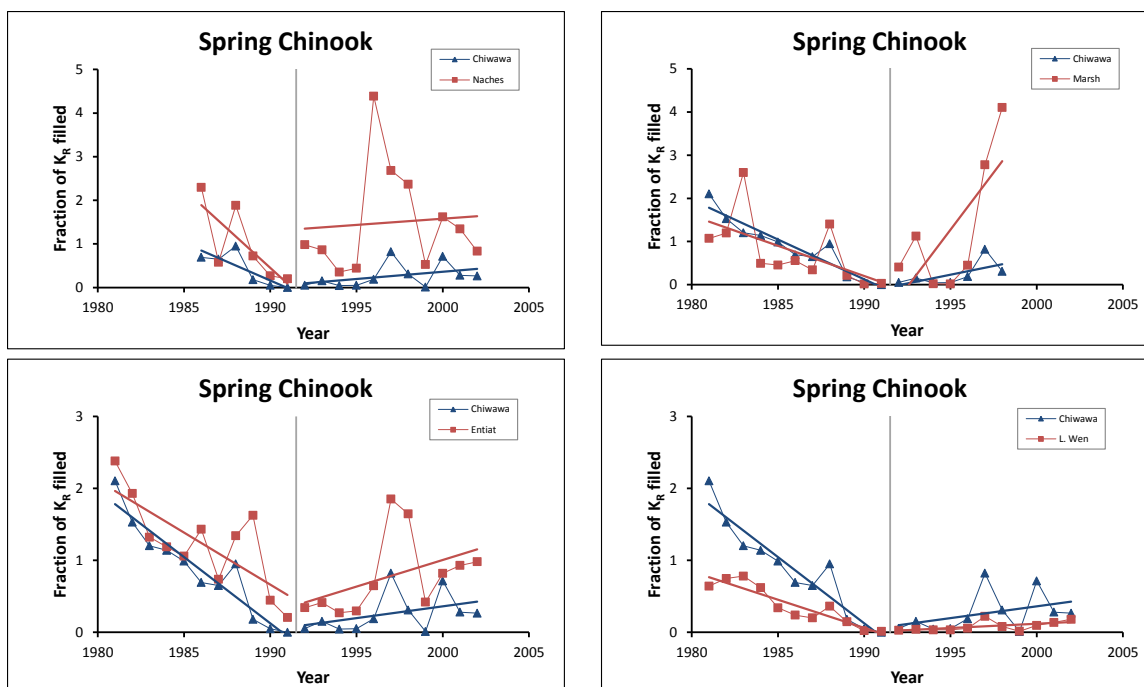 Spring Chinook
Chiwawa
Naches
Fraction of KR filled
5
4
3
2
1
0
1980 1985 1990 1995 2000 2005
Year
Spring Chinook
Chiwawa
Marsh
Fraction of KR filled
5
4
3
2
1
0
1980 1985 1990 1995 2000 2005
Year
Spring Chinook
Chiwawa
Entiat
Fraction of KR filled
3
2
1
0
1980 1985 1990 1995 2000 2005
Year
Spring Chinook
Chiwawa
L. Wen
Fraction of KR filled
3
2
1
0
1980 1985 1990 1995 2000 2005
Year